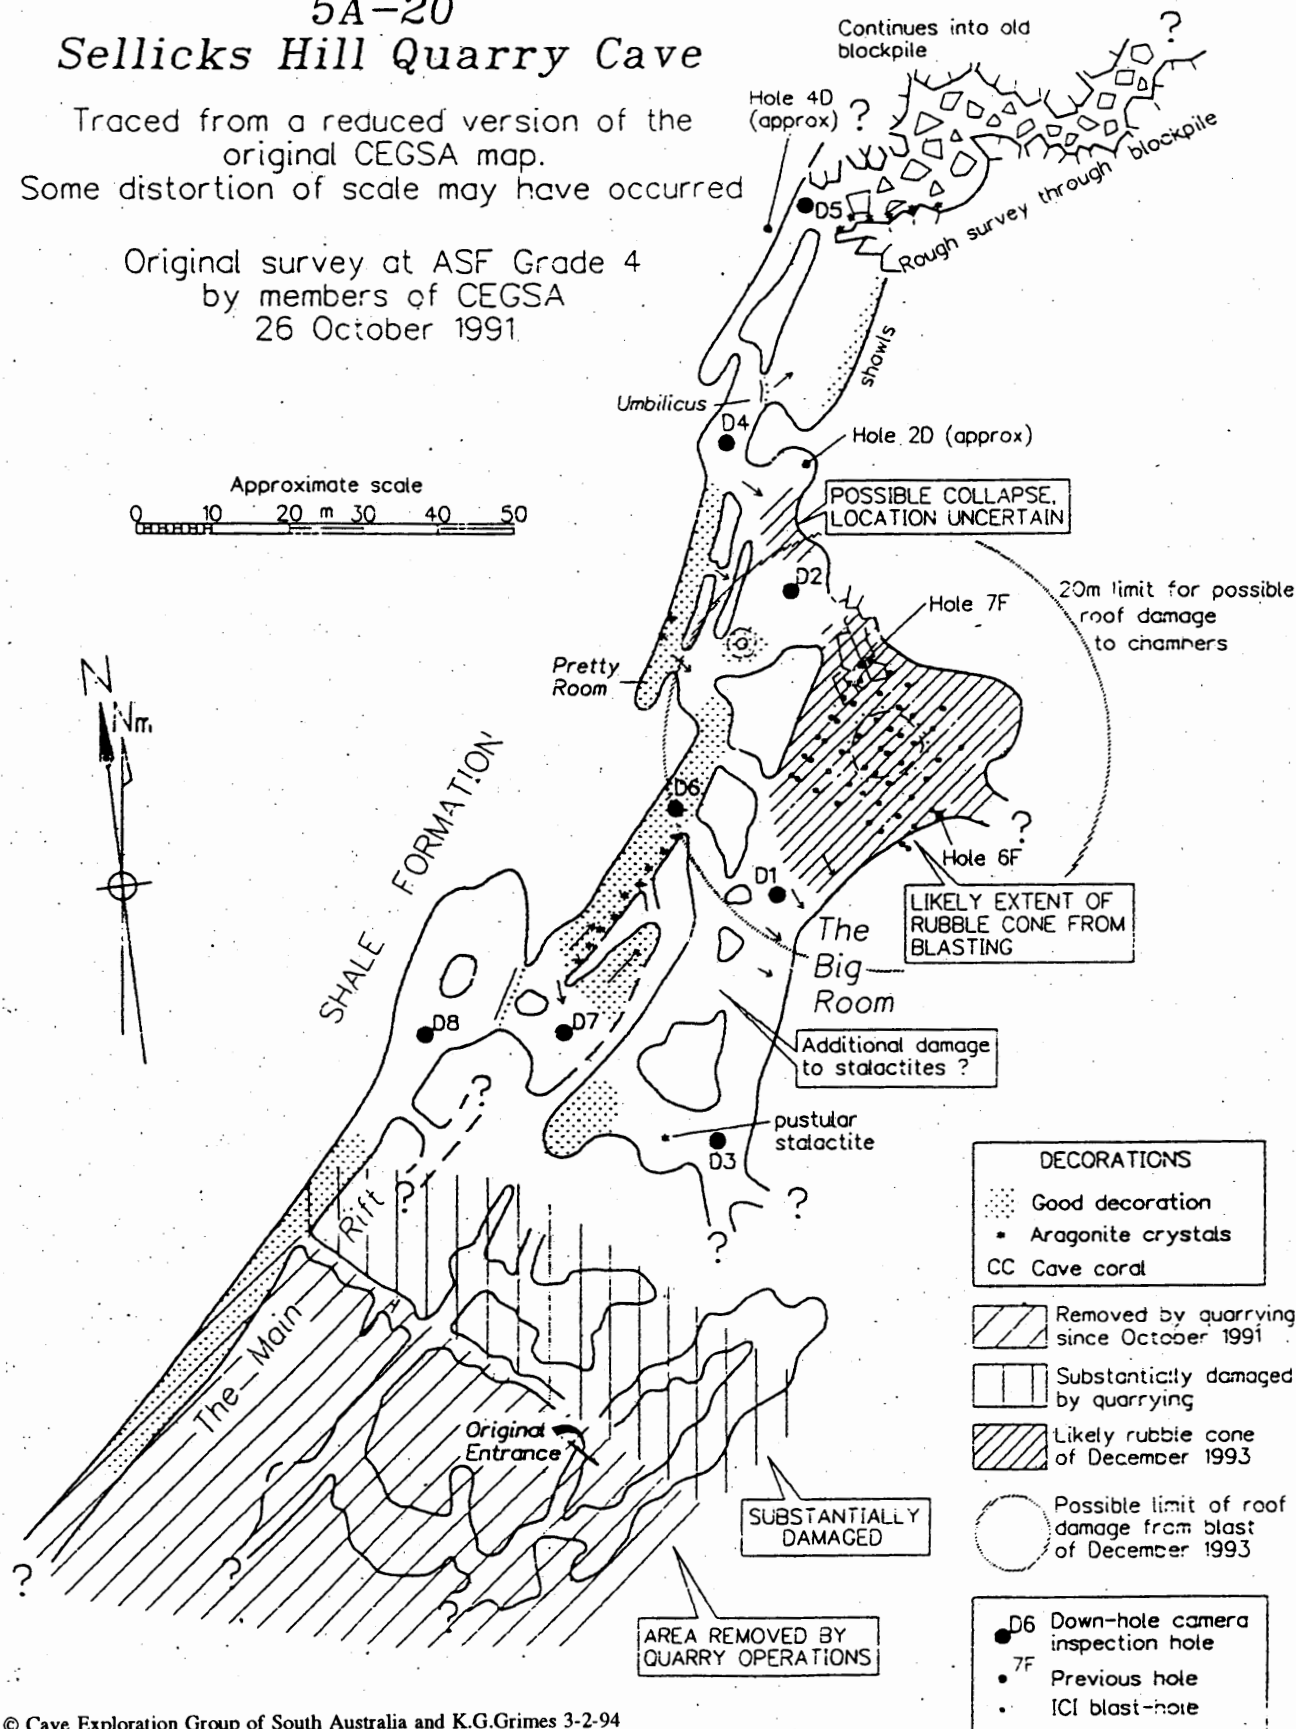 5A-20
Sellicks Hill Quarry Cave
Traced from a reduced version of the
original CEGSA map.
Some distortion of scale may have occurred
Original survey at ASF Grade 4
by members of CEGSA
26 October 1991
Continues into old
blockpile
?
Hole 4D
(approx)
?
D5
Rough survey through blockpile
shawls
Umbilicus
D4
Hole 2D (approx)
Approximate scale
0 10 20 m 30 40 50
POSSIBLE COLLAPSE,
LOCATION UNCERTAIN
D2
Hole 7F
20m limit for possible
roof damage
to chambers
Pretty
Room
N
Nm
SHALE FORMATION
D6
?
Hole 6F
D1
LIKELY EXTENT OF
RUBBLE CONE FROM
BLASTING
The
Big
Room
D8
D7
Additional damage
to stalactites ?
?
pustular
stalactite
D3
?
?
?
The Main Rift
Original
Entrance
SUBSTANTIALLY
DAMAGED
?
?
?
AREA REMOVED BY
QUARRY OPERATIONS
DECORATIONS
Good decoration
Aragonite crystals
CC Cave coral
Removed by quarrying
since October 1991
Substantially damaged
by quarrying
Likely rubble cone
of December 1993
Possible limit of roof
damage from blast
of December 1993
D6 Down-hole camera
inspection hole
7F Previous hole
ICI blast-hole
© Cave Exploration Group of South Australia and K.G.Grimes 3-2-94